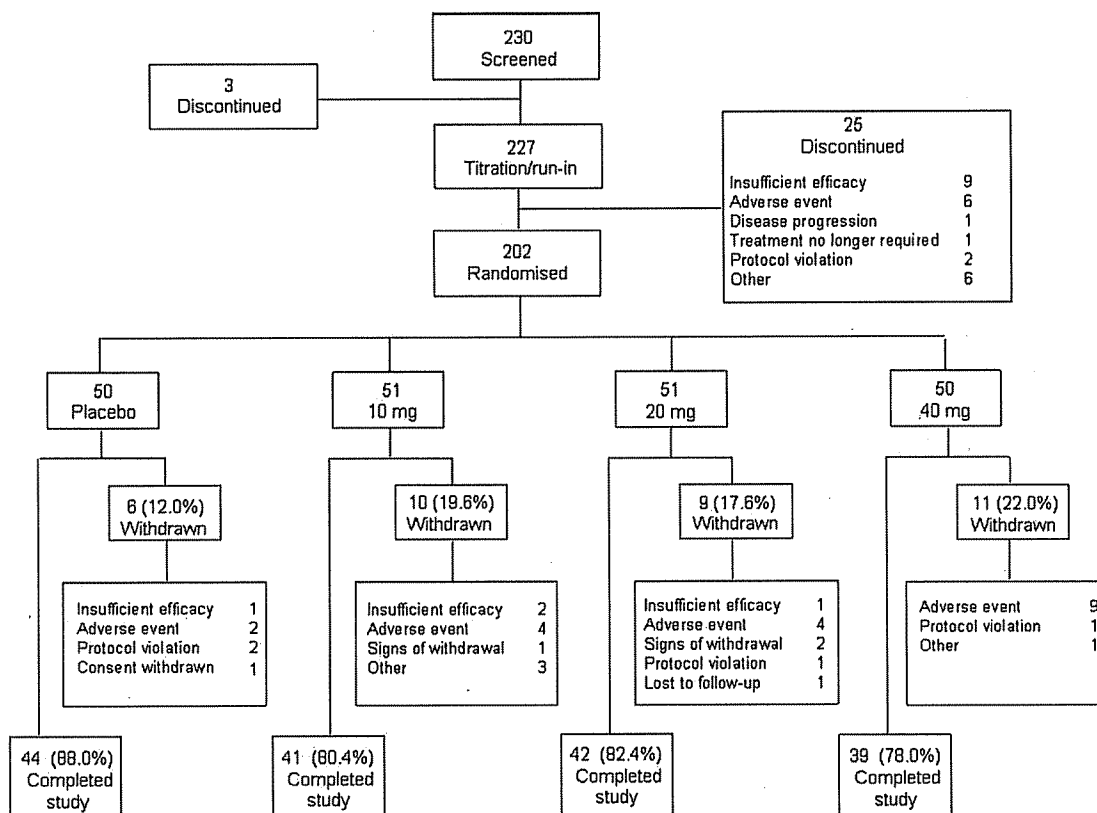 230
Screened
3
Discontinued
227
Titration/run-in
25
Discontinued
Insufficient efficacy 9
Adverse event 6
Disease progression 1
Treatment no longer required 1
Protocol violation 2
Other 6
202
Randomised
50
Placebo
51
10 mg
51
20 mg
50
40 mg
6 (12.0%)
Withdrawn
10 (19.6%)
Withdrawn
9 (17.6%)
Withdrawn
11 (22.0%)
Withdrawn
Insufficient efficacy 1
Adverse event 2
Protocol violation 2
Consent withdrawn 1
Insufficient efficacy 2
Adverse event 4
Signs of withdrawal 1
Other 3
Insufficient efficacy 1
Adverse event 4
Signs of withdrawal 2
Protocol violation 1
Lost to follow-up 1
Adverse event 9
Protocol violation 1
Other 1
44 (88.0%)
Completed
study
41 (80.4%)
Completed
study
42 (82.4%)
Completed
study
39 (78.0%)
Completed
study